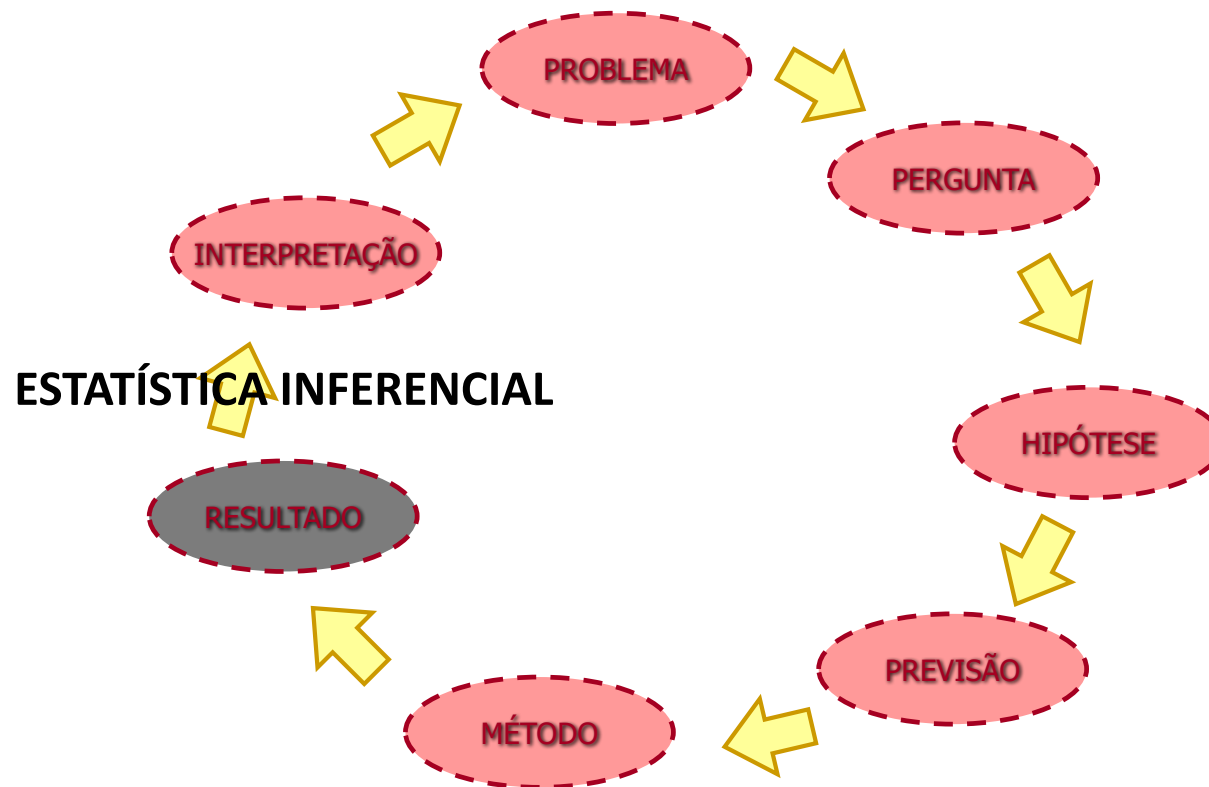 PROBLEMA
PERGUNTA
INTERPRETAÇÃO
ESTATÍSTICA INFERENCIAL
HIPÓTESE
RESULTADO
PREVISÃO
MÉTODO